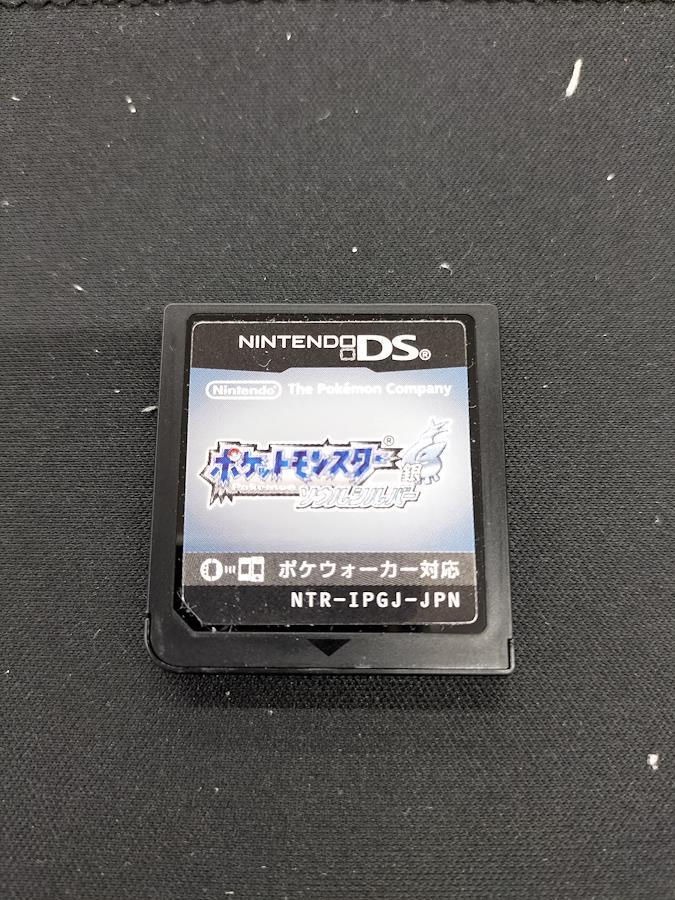 NINTENDO DS®
Nintendo® The Pokémon Company
ポケットモンスター®
Pokémon
銀
ソウルシルバー
ポケウォーカー対応
NTR-IPGJ-JPN